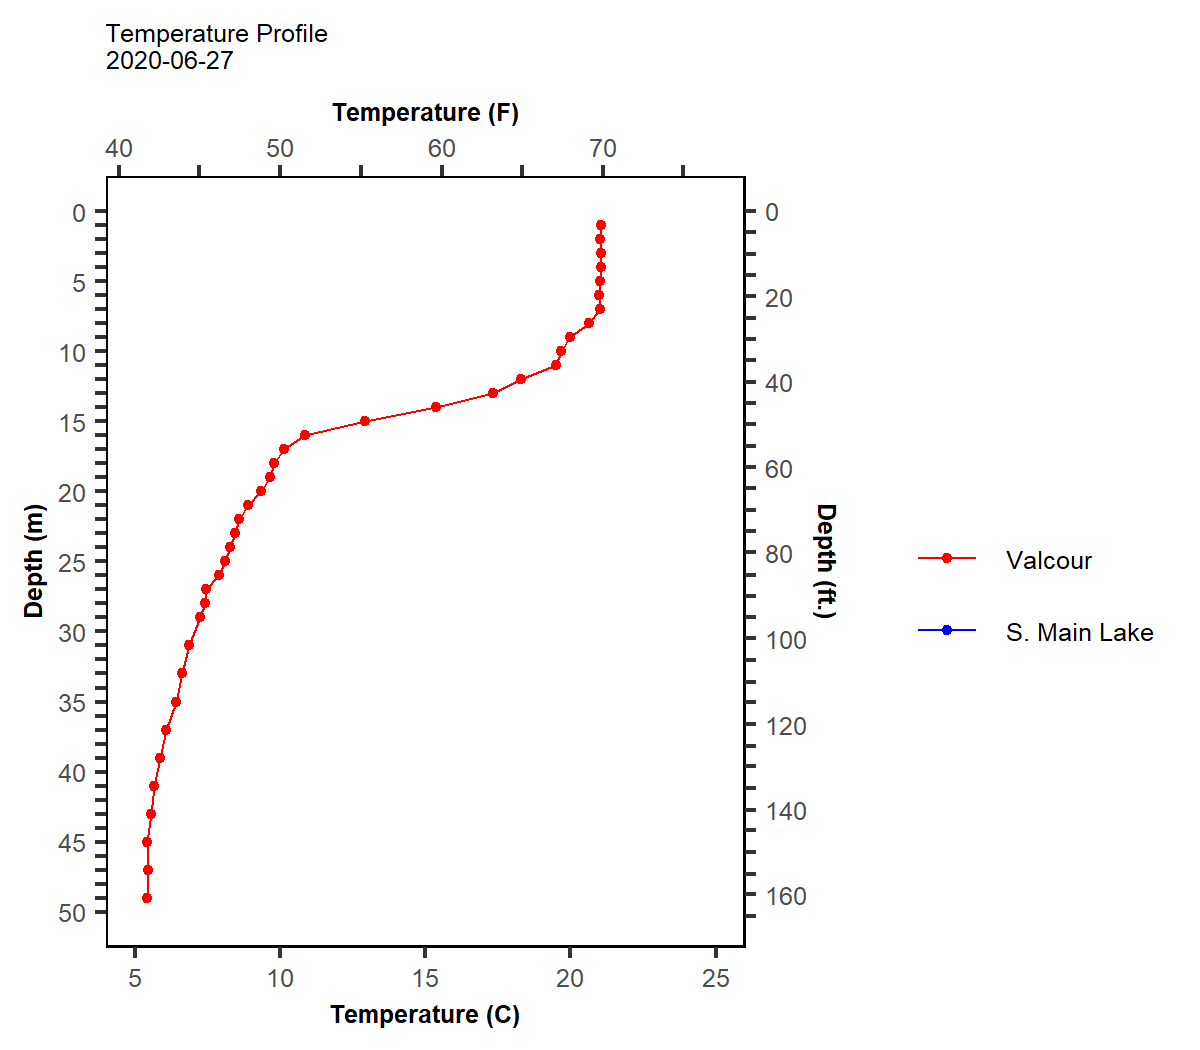 Temperature Profile
2020-06-27
Temperature (F)
40 50 60 70
0 0
5
20
10
40
15
60
20
80
25
100
30
120
35
140
40
160
45
50
Depth (m)
Depth (ft.)
Valcour
S. Main Lake
5 10 15 20 25
Temperature (C)